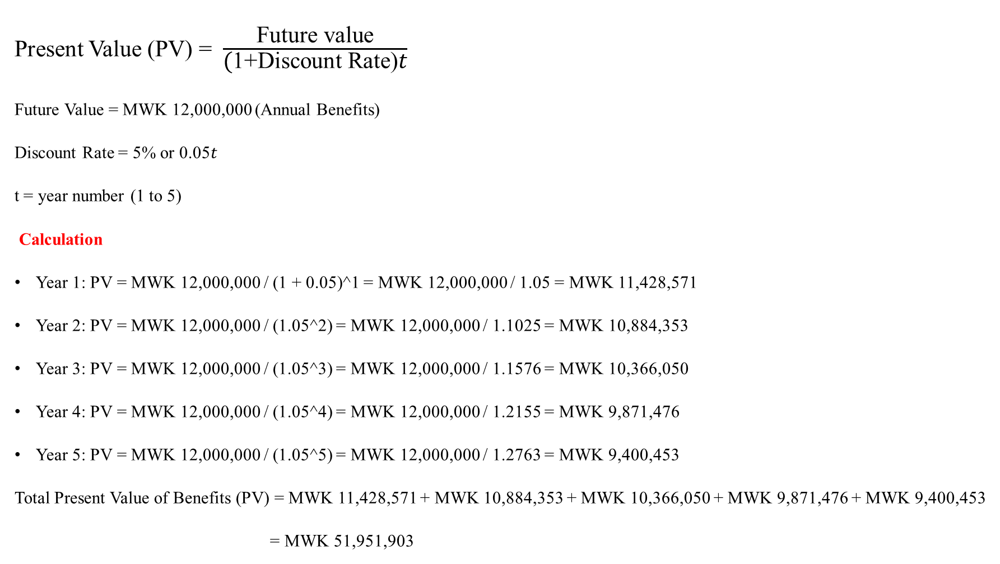 Present Value (PV) = Future value / (1+Discount Rate)t
Future Value = MWK 12,000,000 (Annual Benefits)
Discount Rate = 5% or 0.05t
t = year number (1 to 5)
Calculation
• Year 1: PV = MWK 12,000,000 / (1 + 0.05)^1 = MWK 12,000,000 / 1.05 = MWK 11,428,571
• Year 2: PV = MWK 12,000,000 / (1.05^2) = MWK 12,000,000 / 1.1025 = MWK 10,884,353
• Year 3: PV = MWK 12,000,000 / (1.05^3) = MWK 12,000,000 / 1.1576 = MWK 10,366,050
• Year 4: PV = MWK 12,000,000 / (1.05^4) = MWK 12,000,000 / 1.2155 = MWK 9,871,476
• Year 5: PV = MWK 12,000,000 / (1.05^5) = MWK 12,000,000 / 1.2763 = MWK 9,400,453
Total Present Value of Benefits (PV) = MWK 11,428,571 + MWK 10,884,353 + MWK 10,366,050 + MWK 9,871,476 + MWK 9,400,453
= MWK 51,951,903